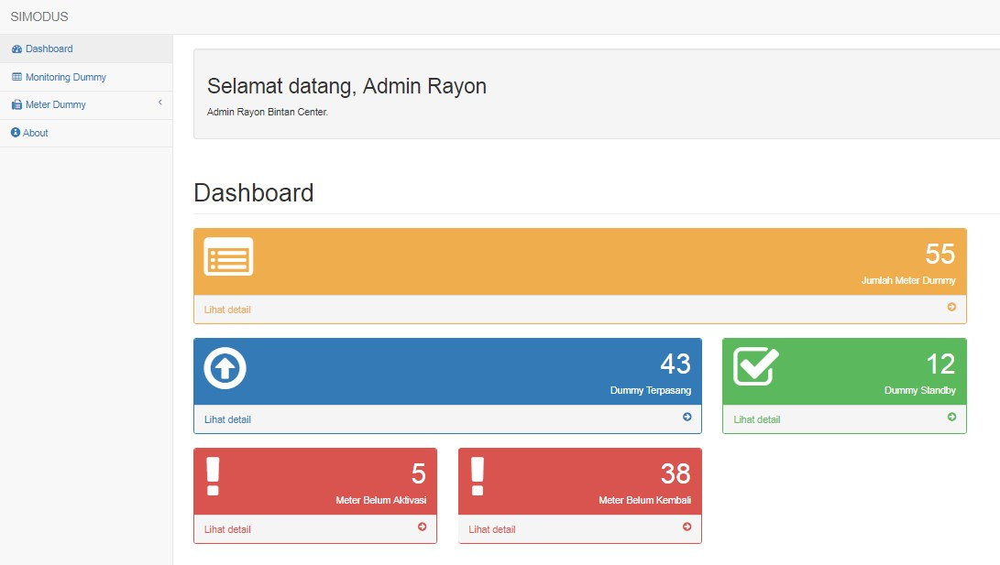 SIMODUS
Dashboard
Monitoring Dummy
Meter Dummy
About
Selamat datang, Admin Rayon
Admin Rayon Bintan Center.
Dashboard
55
Jumlah Meter Dummy
Lihat detail
43
Dummy Terpasang
Lihat detail
12
Dummy Standby
Lihat detail
5
Meter Belum Aktivasi
Lihat detail
38
Meter Belum Kembali
Lihat detail